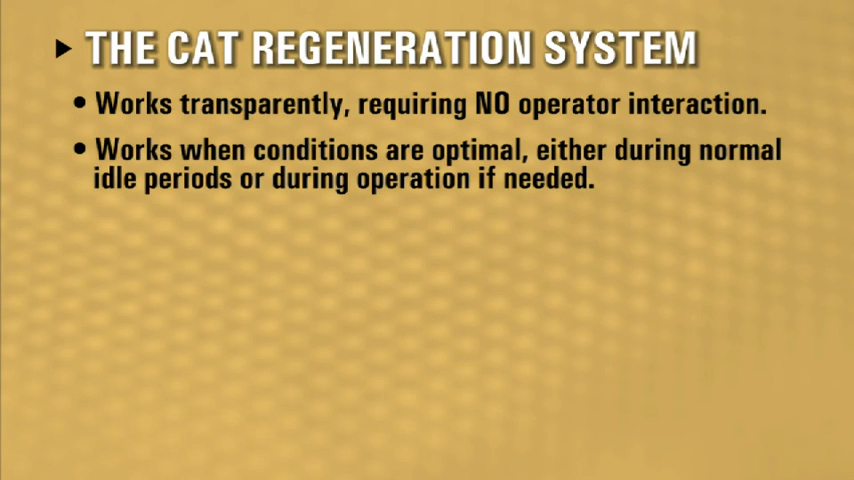 ▶ THE CAT REGENERATION SYSTEM
• Works transparently, requiring NO operator interaction.
• Works when conditions are optimal, either during normal
idle periods or during operation if needed.